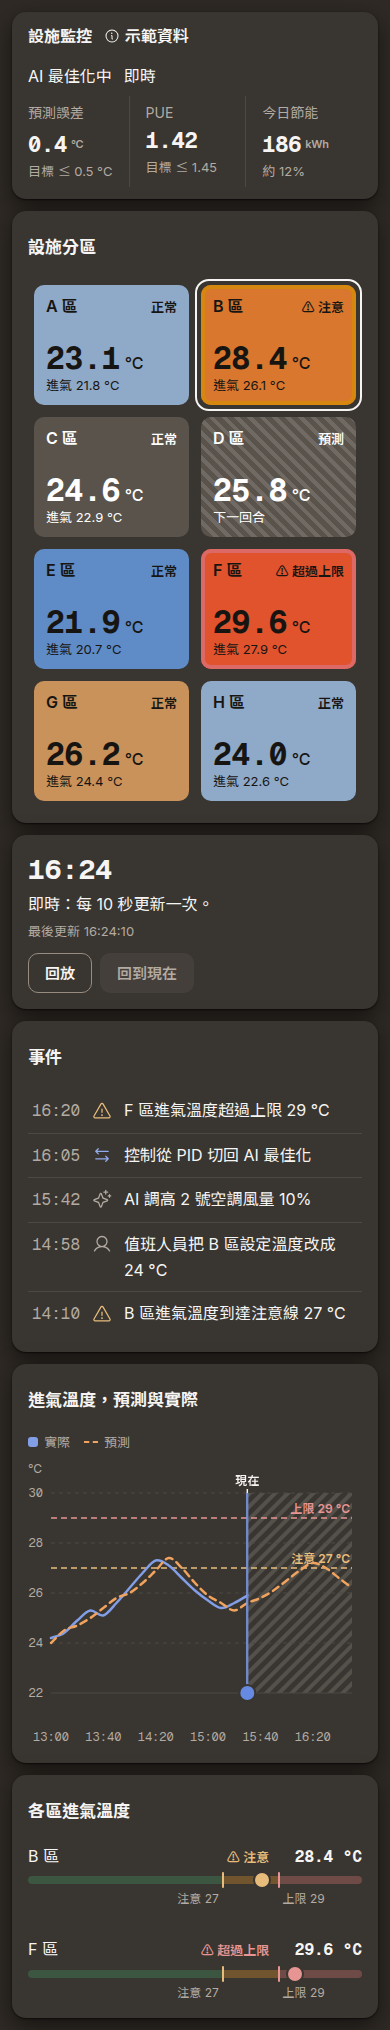 設施監控 示範資料
AI 最佳化中 即時
預測誤差 PUE 今日節能
0.4 °C 1.42 186 kWh
目標 ≤ 0.5 °C 目標 ≤ 1.45 約 12%
設施分區
A 區 正常
23.1 °C
進氣 21.8 °C
B 區 注意
28.4 °C
進氣 26.1 °C
C 區 正常
24.6 °C
進氣 22.9 °C
D 區 預測
25.8 °C
下一回合
E 區 正常
21.9 °C
進氣 20.7 °C
F 區 超過上限
29.6 °C
進氣 27.9 °C
G 區 正常
26.2 °C
進氣 24.4 °C
H 區 正常
24.0 °C
進氣 22.6 °C
16:24
即時：每 10 秒更新一次。
最後更新 16:24:10
回放 回到現在
事件
16:20 F 區進氣溫度超過上限 29 °C
16:05 控制從 PID 切回 AI 最佳化
15:42 AI 調高 2 號空調風量 10%
14:58 值班人員把 B 區設定溫度改成
24 °C
14:10 B 區進氣溫度到達注意線 27 °C
進氣溫度，預測與實際
實際 預測
°C
現在
30
上限 29 °C
28
注意 27 °C
26
24
22
13:00 13:40 14:20 15:00 15:40 16:20
各區進氣溫度
B 區 注意 28.4 °C
注意 27 上限 29
F 區 超過上限 29.6 °C
注意 27 上限 29